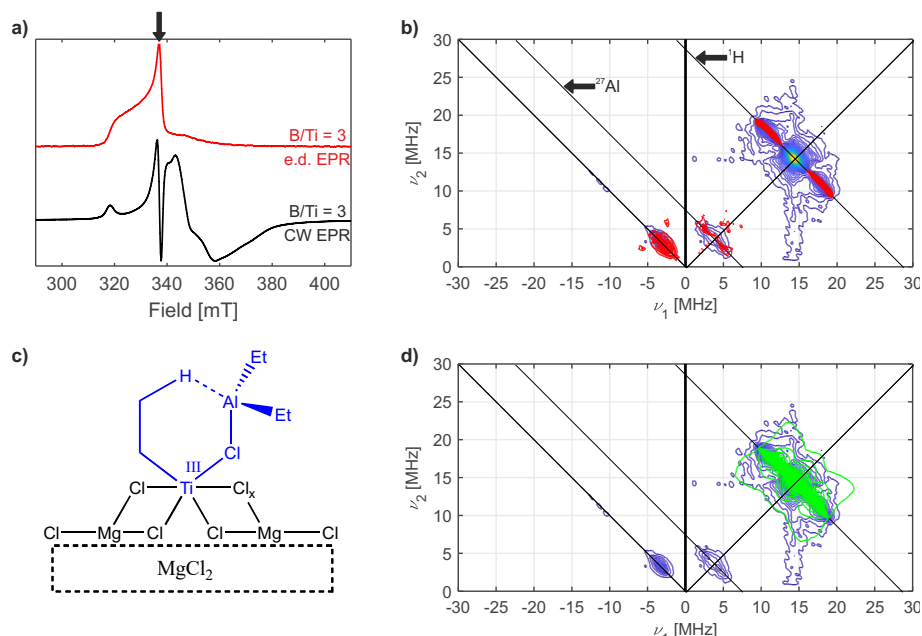 a)
B/Ti = 3
e.d. EPR
B/Ti = 3
CW EPR
300 320 340 360 380 400
Field [mT]
b)
30
25
20
15
10
5
0
ν2 [MHz]
27Al
1H
-30 -25 -20 -15 -10 -5 0 5 10 15 20 25 30
ν1 [MHz]
c)
H
Et
Al
Et
Cl
III
Cl Ti Clx
Cl Mg Cl Cl Mg Cl
MgCl2
d)
30
25
20
15
10
5
0
ν2 [MHz]
-30 -25 -20 -15 -10 -5 0 5 10 15 20 25 30
[MHz]